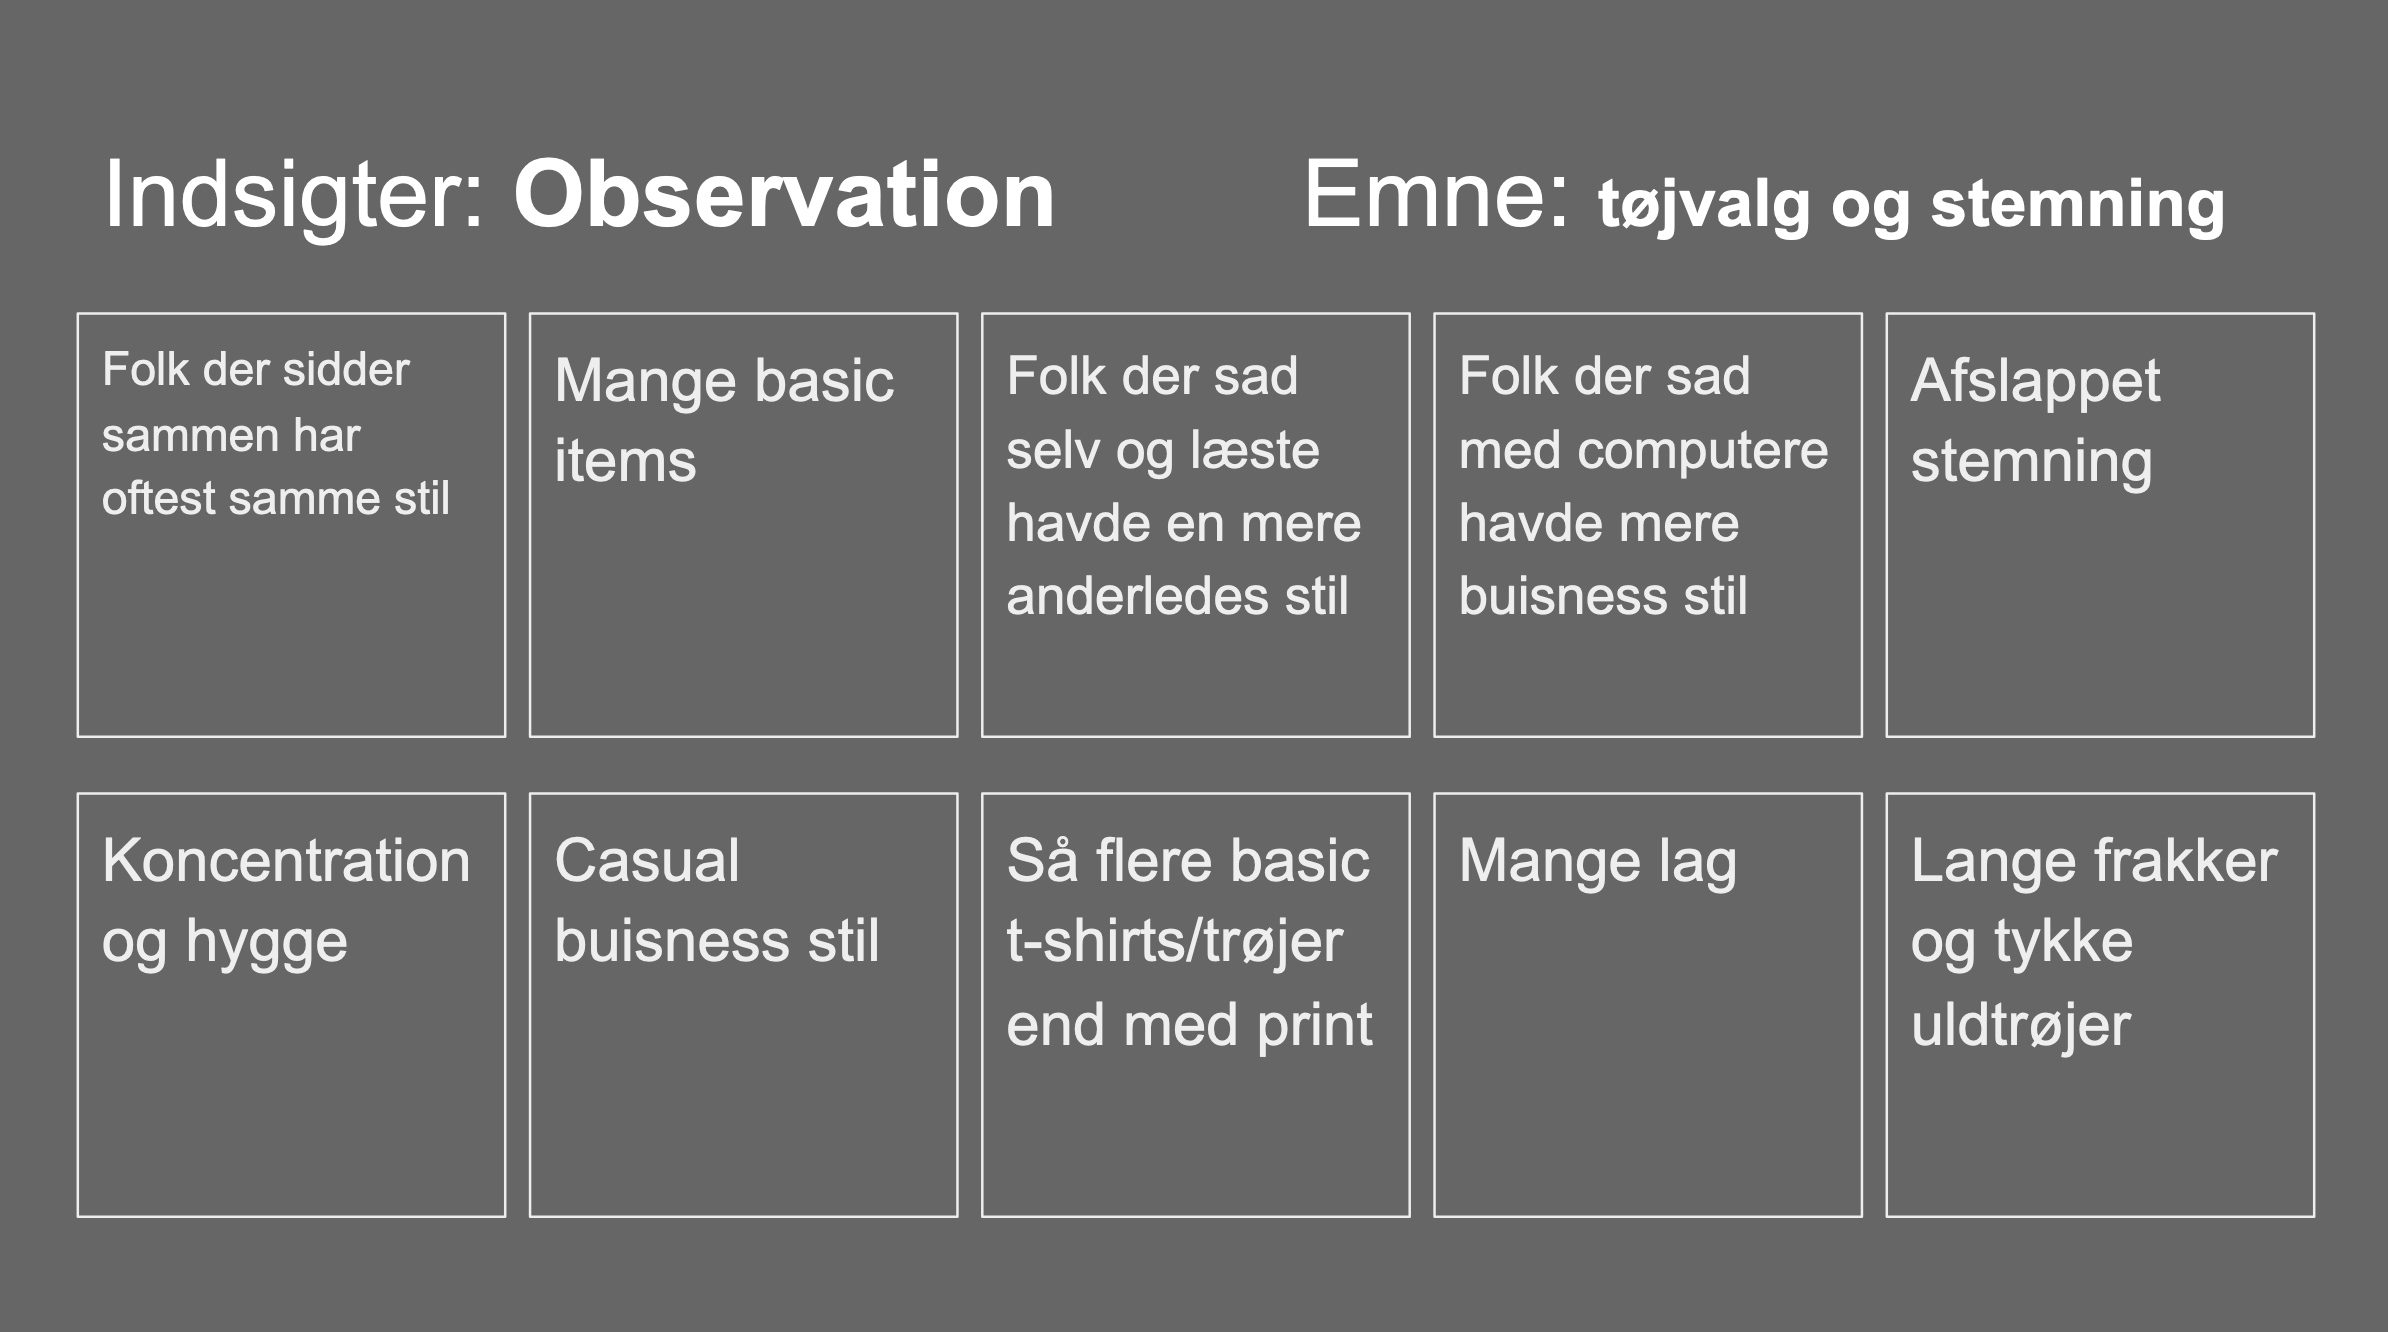 Indsigter: Observation
Emne: tøjvalg og stemning
Folk der sidder
sammen har
oftest samme stil
Mange basic
items
Folk der sad
selv og læste
havde en mere
anderledes stil
Folk der sad
med computere
havde mere
buisness stil
Afslappet
stemning
Koncentration
og hygge
Casual
buisness stil
Så flere basic
t-shirts/trøjer
end med print
Mange lag
Lange frakker
og tykke
uldtrøjer